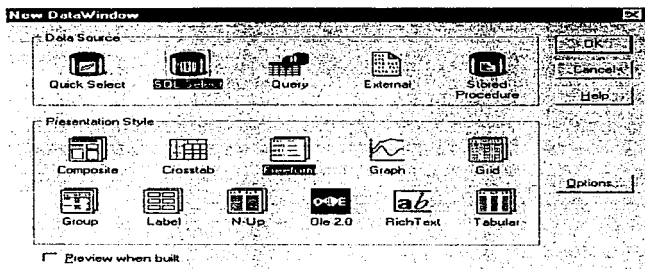 New DataWindow
Data Source
Quick Select
SQL Select
Query
External
Stored Procedure
OK
Cancel
Help
Presentation Style
Composite
Crosstab
Freeform
Graph
Grid
Options...
Group
Label
N-Up
Ole 2.0
RichText
Tabular
Preview when built